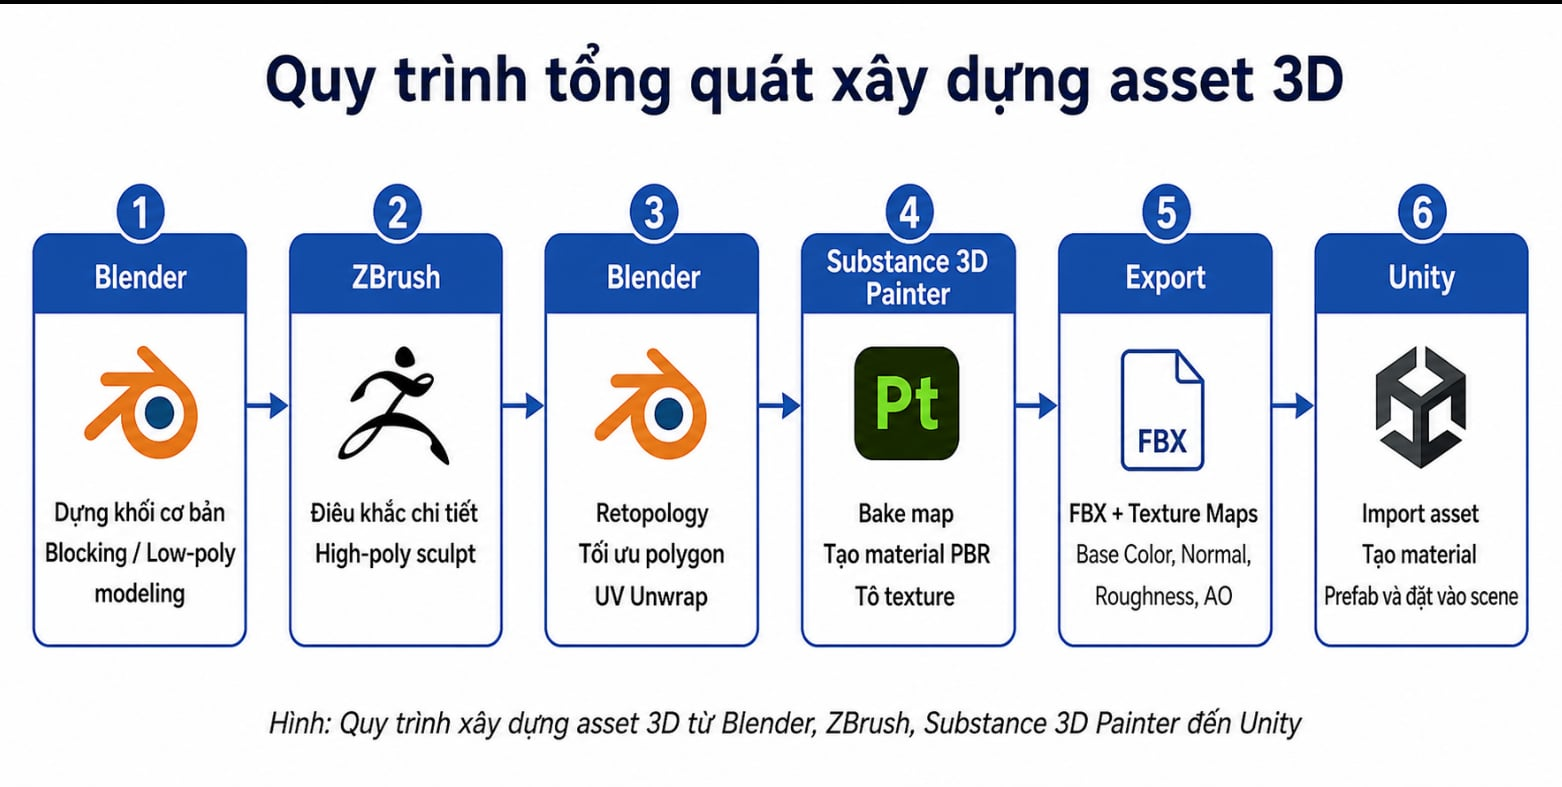 Quy trình tổng quát xây dựng asset 3D
1
Blender
Dựng khối cơ bản
Blocking / Low-poly
modeling
2
ZBrush
Điêu khắc chi tiết
High-poly sculpt
3
Blender
Retopology
Tối ưu polygon
UV Unwrap
4
Substance 3D
Painter
Pt
Bake map
Tạo material PBR
Tô texture
5
Export
FBX
FBX + Texture Maps
Base Color, Normal,
Roughness, AO
6
Unity
Import asset
Tạo material
Prefab và đặt vào scene
Hình: Quy trình xây dựng asset 3D từ Blender, ZBrush, Substance 3D Painter đến Unity